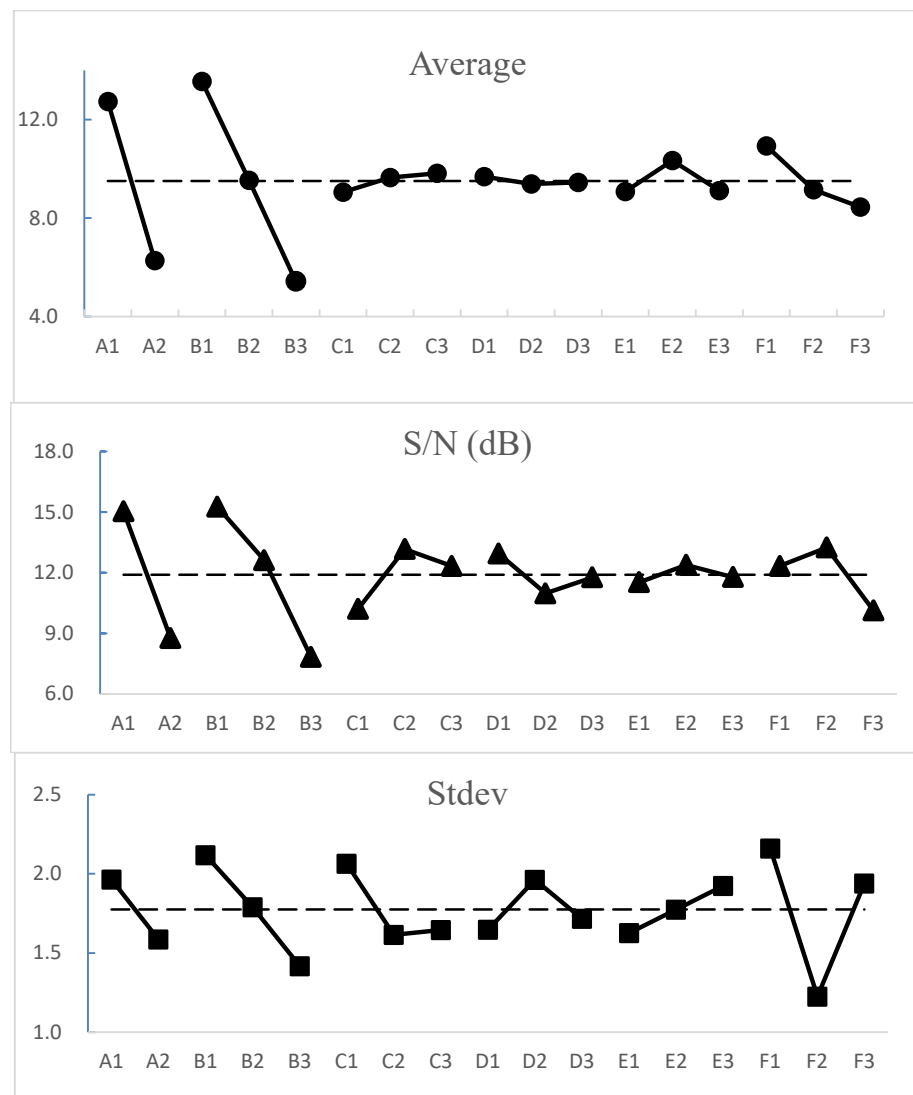 Average
12.0
8.0
4.0
A1 A2 B1 B2 B3 C1 C2 C3 D1 D2 D3 E1 E2 E3 F1 F2 F3
S/N (dB)
18.0
15.0
12.0
9.0
6.0
A1 A2 B1 B2 B3 C1 C2 C3 D1 D2 D3 E1 E2 E3 F1 F2 F3
Stdev
2.5
2.0
1.5
1.0
A1 A2 B1 B2 B3 C1 C2 C3 D1 D2 D3 E1 E2 E3 F1 F2 F3